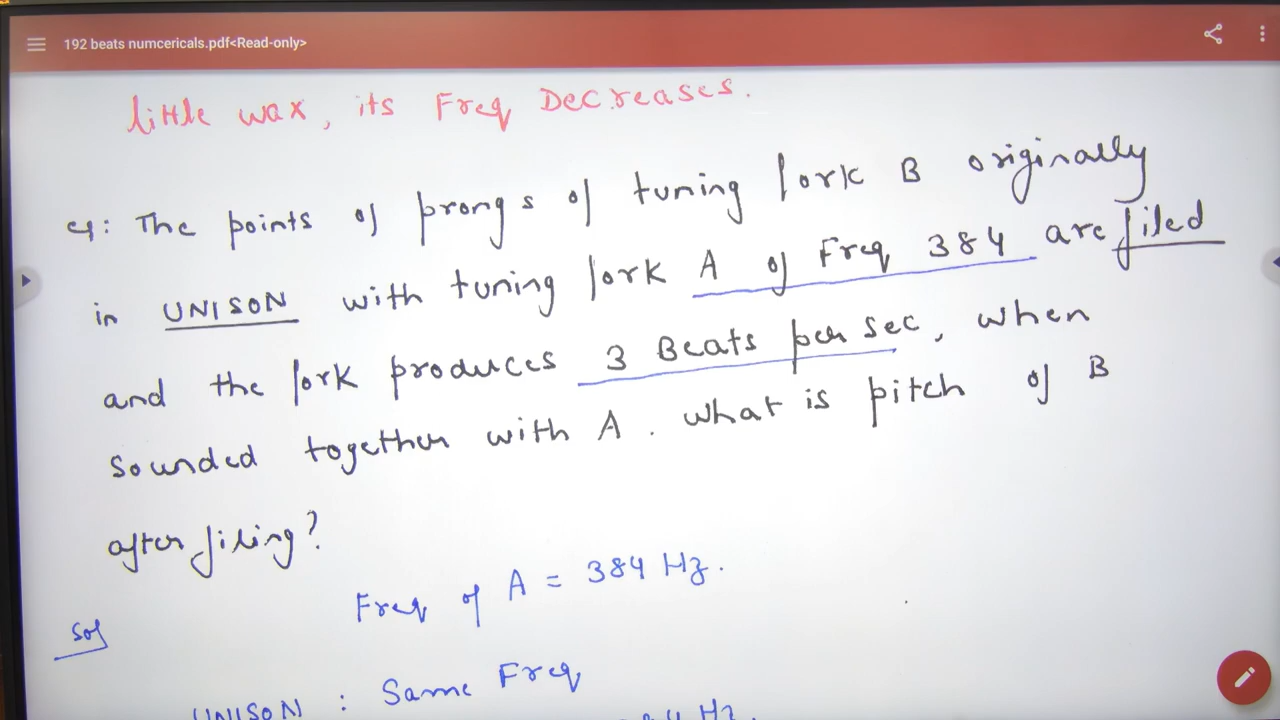 192 beats numcericals.pdf<Read-only>
little wax, its Freq Decreases.
eg: The points of prongs of tuning fork B originally
in UNISON with tuning fork A of Freq 384 are filed
and the fork produces 3 Beats per sec, when
sounded together with A. What is pitch of B
after filing?
Freq of A = 384 Hz.
Sol
UNISON : Same Freq
Hz.